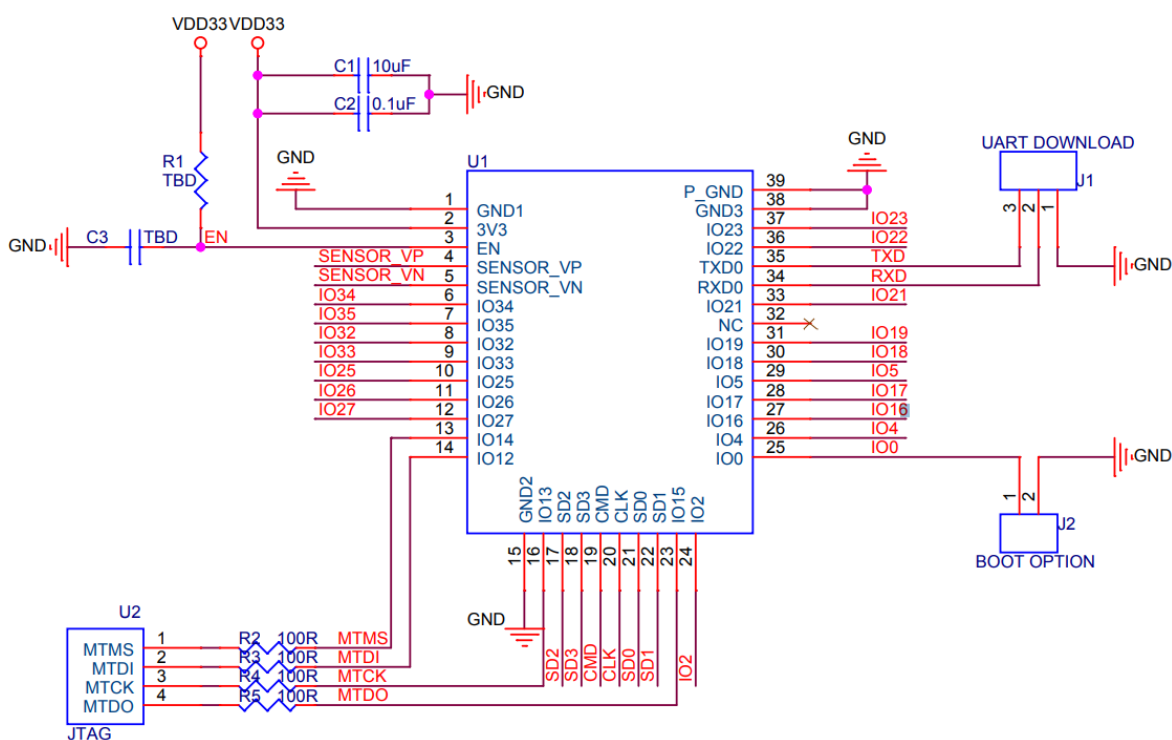 VDD33 VDD33
C1 10uF
GND
C2 0.1uF
R1
TBD
GND
GND
UART DOWNLOAD
J1
3 2 1
GND C3 TBD EN
U1
1 GND1
2 3V3
3 EN
SENSOR_VP 4 SENSOR_VP
SENSOR_VN 5 SENSOR_VN
IO34 6 IO34
IO35 7 IO35
IO32 8 IO32
IO33 9 IO33
IO25 10 IO25
IO26 11 IO26
IO27 12 IO27
13 IO14
14 IO12
P_GND 39
GND3 38
IO23 37 IO23
IO22 36 IO22
TXD0 35 TXD
RXD0 34 RXD
IO21 33 IO21
NC 32
IO19 31 IO19
IO18 30 IO18
IO5 29 IO5
IO17 28 IO17
IO16 27 IO16
IO4 26 IO4
IO0 25 IO0
GND
GND
1 2
J2
BOOT OPTION
GND2 IO13 SD2 SD3 CMD CLK SD0 SD1 IO15 IO2
15 16 17 18 19 20 21 22 23 24
GND
SD2 SD3 CMD CLK SD0 SD1 IO2
U2
MTMS 1 R2 100R MTMS
MTDI 2 R3 100R MTDI
MTCK 3 R4 100R MTCK
MTDO 4 R5 100R MTDO
JTAG